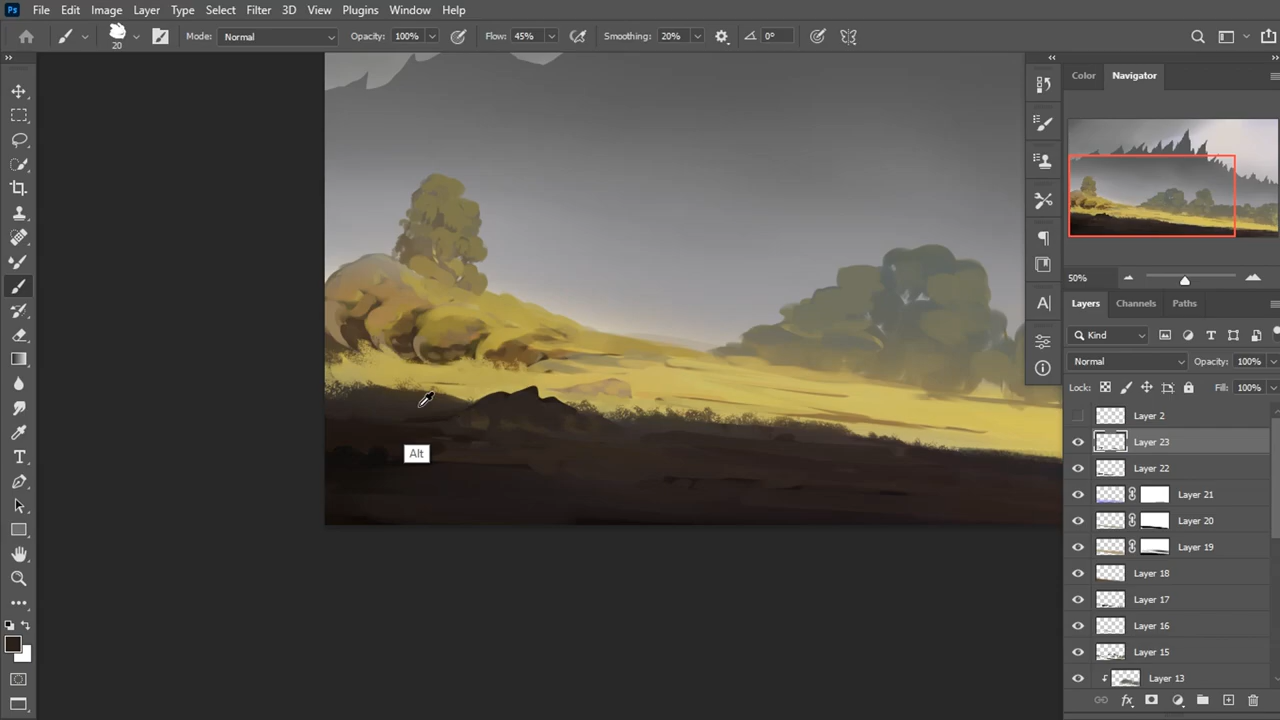 Ps File Edit Image Layer Type Select Filter 3D View Plugins Window Help
20 Mode: Normal Opacity: 100% Flow: 45% Smoothing: 20% 0°
Color Navigator
50%
Layers Channels Paths
Kind
Normal Opacity: 100%
Lock: Fill: 100%
Layer 2
Layer 23
Layer 22
Layer 21
Layer 20
Layer 19
Layer 18
Layer 17
Layer 16
Layer 15
Layer 13
Alt